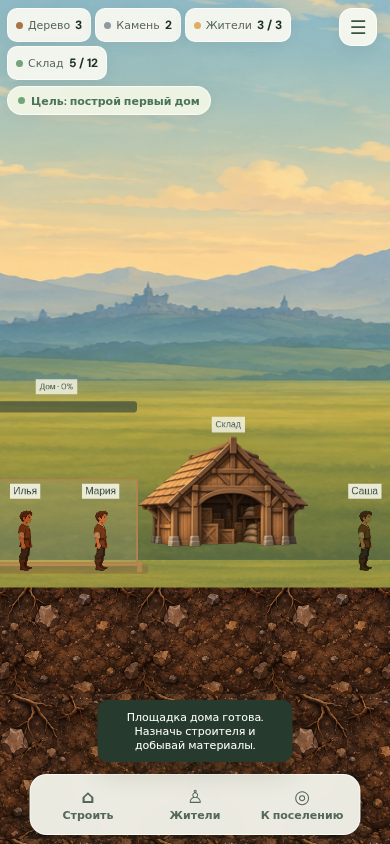 Дерево 3
Камень 2
Жители 3 / 3
Склад 5 / 12
Цель: построй первый дом
Дом · 0%
Склад
Илья
Мария
Саша
Площадка дома готова.
Назначь строителя и
добывай материалы.
Строить
Жители
К поселению